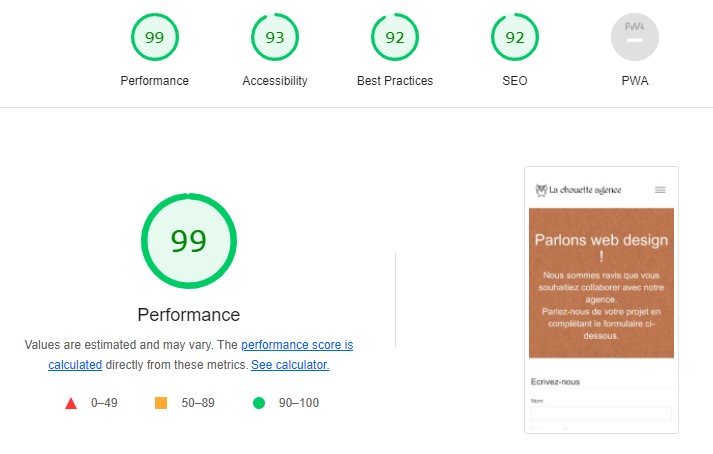 99
93
92
92
PWA
Performance
Accessibility
Best Practices
SEO
PWA
99
Performance
Values are estimated and may vary. The performance score is
calculated directly from these metrics. See calculator.
0–49
50–89
90–100
La chouette agence
Parlons web design
!
Nous sommes ravis que vous
souhaitiez collaborer avec notre
agence.
Parlez-nous de votre projet en
complétant le formulaire ci-
dessous.
Ecrivez-nous
Nom